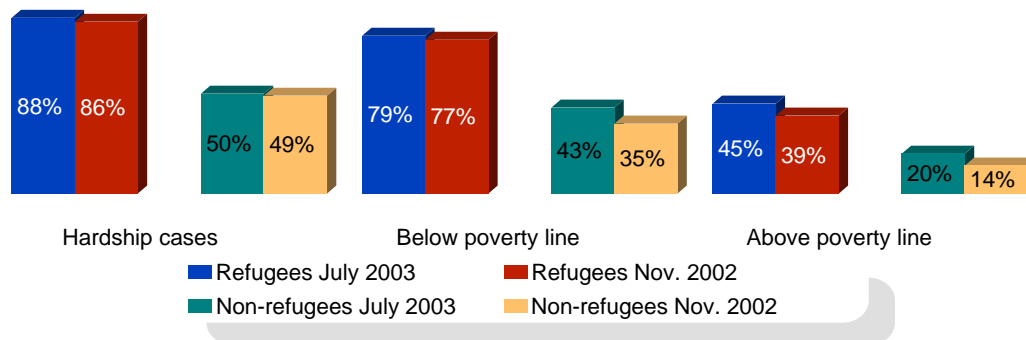 88% 86% 50% 49% 79% 77% 43% 35% 45% 39% 20% 14%
Hardship cases Below poverty line Above poverty line
Refugees July 2003 Refugees Nov. 2002
Non-refugees July 2003 Non-refugees Nov. 2002